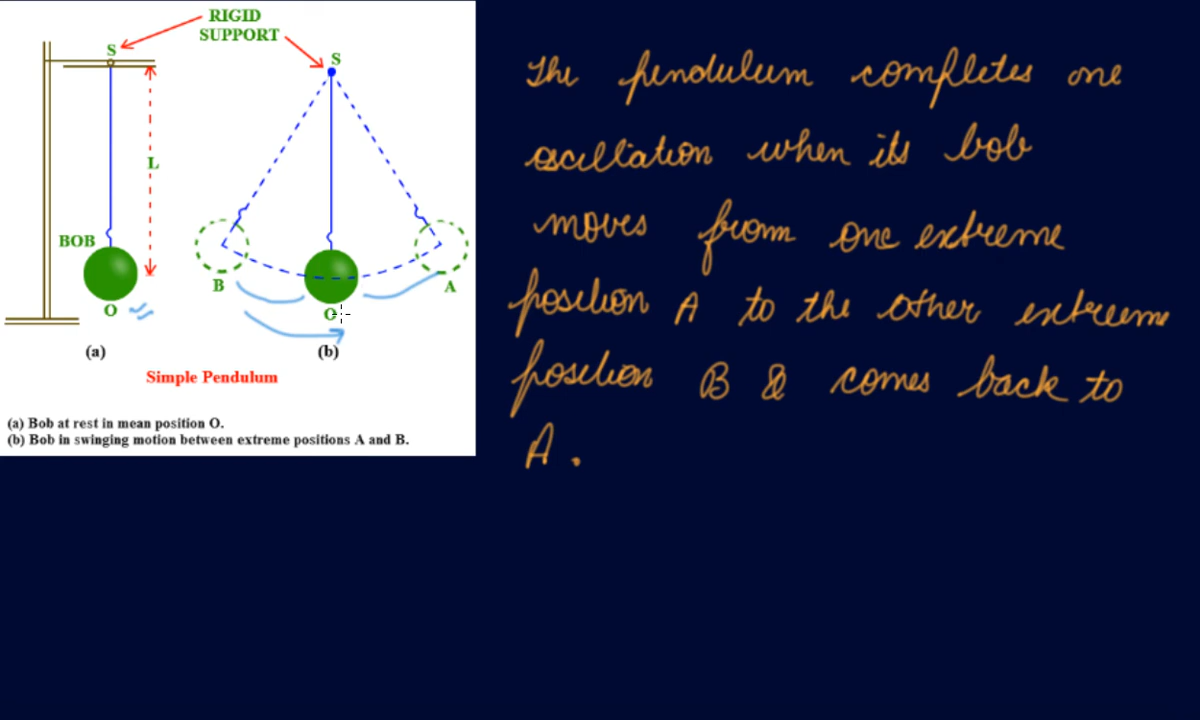 RIGID
SUPPORT
S
S
L
BOB
B
A
O
O
(a)
(b)
Simple Pendulum
(a) Bob at rest in mean position O.
(b) Bob in swinging motion between extreme positions A and B.
The pendulum completes one
oscillation when its bob
moves from one extreme
position A to the other extreme
position B & comes back to
A.